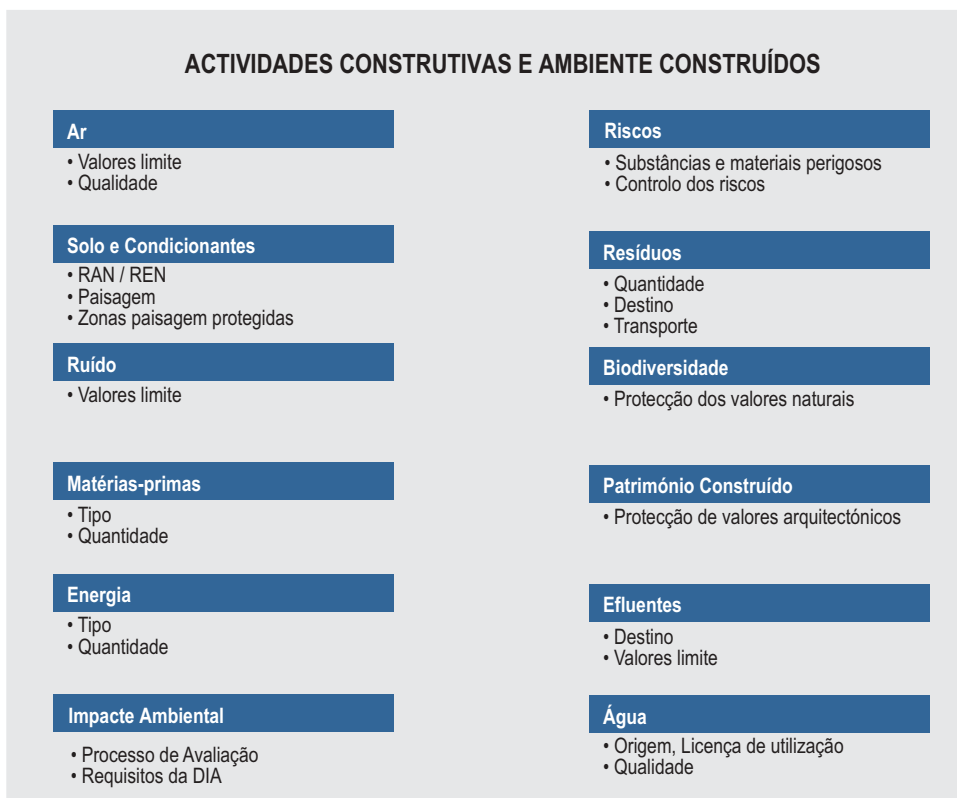 ACTIVIDADES CONSTRUTIVAS E AMBIENTE CONSTRUÍDOS
Ar
• Valores limite
• Qualidade
Solo e Condicionantes
• RAN / REN
• Paisagem
• Zonas paisagem protegidas
Ruído
• Valores limite
Matérias-primas
• Tipo
• Quantidade
Energia
• Tipo
• Quantidade
Impacte Ambiental
• Processo de Avaliação
• Requisitos da DIA
Riscos
• Substâncias e materiais perigosos
• Controlo dos riscos
Resíduos
• Quantidade
• Destino
• Transporte
Biodiversidade
• Protecção dos valores naturais
Património Construído
• Protecção de valores arquitectónicos
Efluentes
• Destino
• Valores limite
Água
• Origem, Licença de utilização
• Qualidade